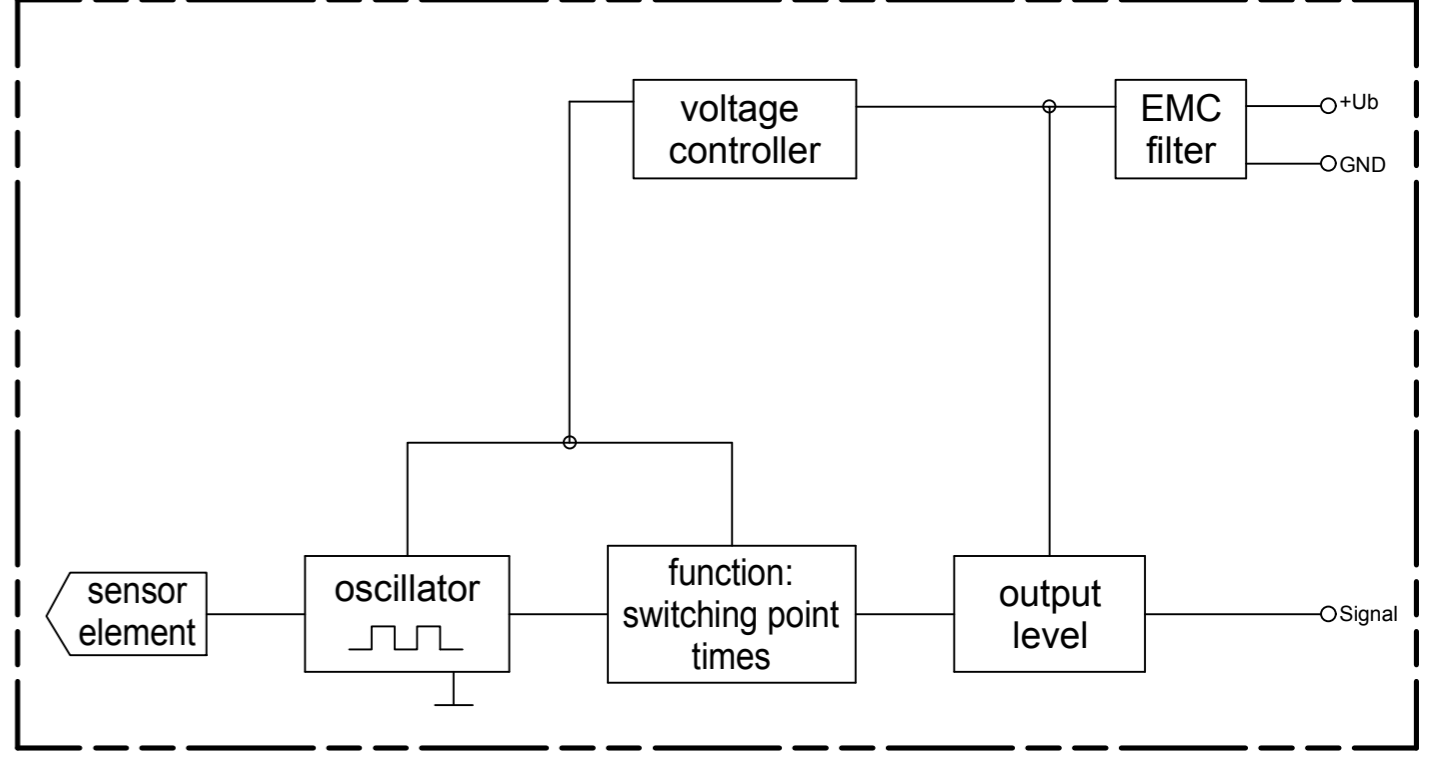 voltage
controller
EMC
filter
+Ub
GND
sensor
element
oscillator
function:
switching point
times
output
level
Signal